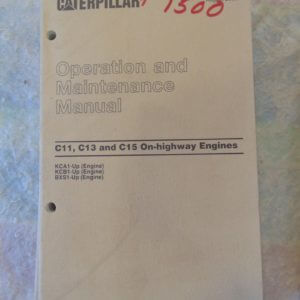 CATERPILLAR
1500
Operation and
Maintenance
Manual
C11, C13 and C15 On-highway Engines
KCA1-Up (Engine)
KCB1-Up (Engine)
BXS1-Up (Engine)